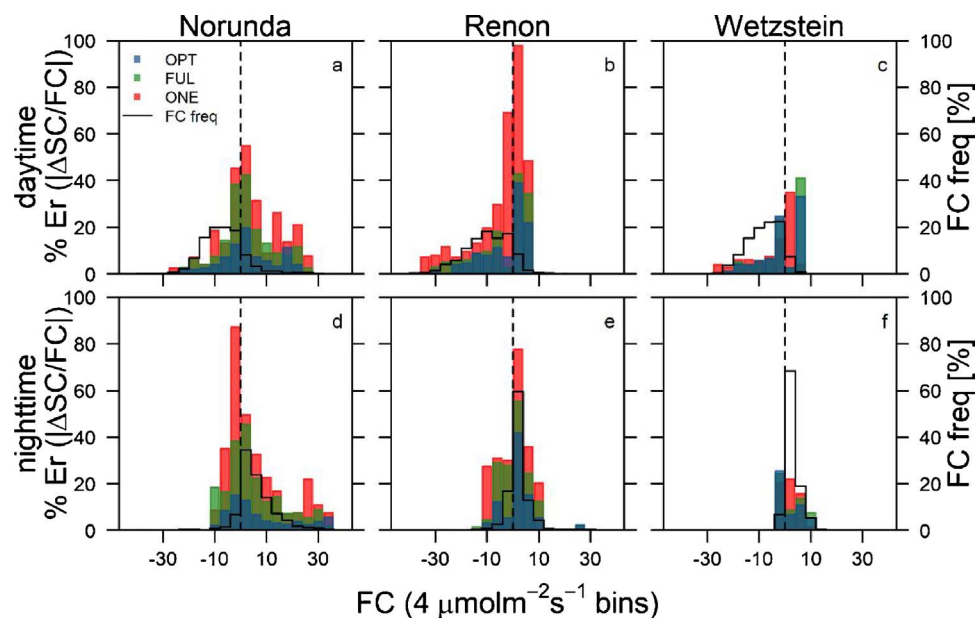 Norunda Renon Wetzstein
daytime
% Er (|ΔSC/FC|)
100
80
60
40
20
0
OPT
FUL
ONE
FC freq
a
b
c
100
80
60
40
20
0
FC freq [%]
nighttime
% Er (|ΔSC/FC|)
100
80
60
40
20
0
d
e
f
100
80
60
40
20
0
FC freq [%]
-10 10 30 -10 10 30 -10 10 30
FC (4 μmolm⁻²s⁻¹ bins)